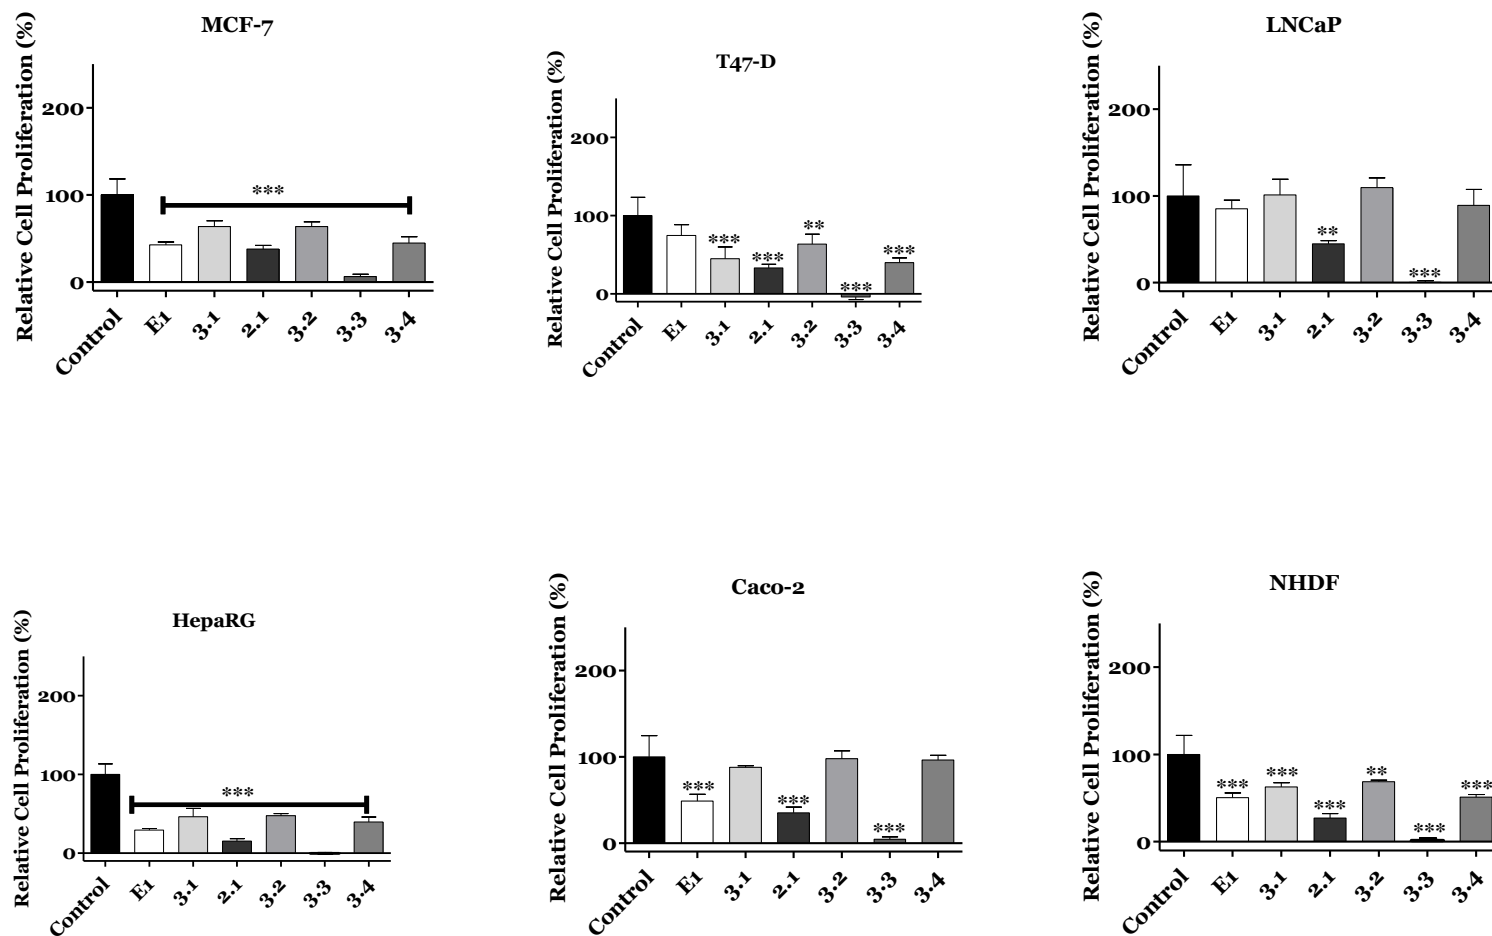 MCF-7
Relative Cell Proliferation (%)
200
100
0
***
Control
E1
3.1
2.1
3.2
3.3
3.4
T47-D
Relative Cell Proliferation (%)
200
100
0
***
***
**
***
***
Control
E1
3.1
2.1
3.2
3.3
3.4
LNCaP
Relative Cell Proliferation (%)
200
100
0
**
***
Control
E1
3.1
2.1
3.2
3.3
3.4
HepaRG
Relative Cell Proliferation (%)
200
100
0
***
Control
E1
3.1
2.1
3.2
3.3
3.4
Caco-2
Relative Cell Proliferation (%)
200
100
0
***
***
***
Control
E1
3.1
2.1
3.2
3.3
3.4
NHDF
Relative Cell Proliferation (%)
200
100
0
***
***
***
**
***
***
Control
E1
3.1
2.1
3.2
3.3
3.4